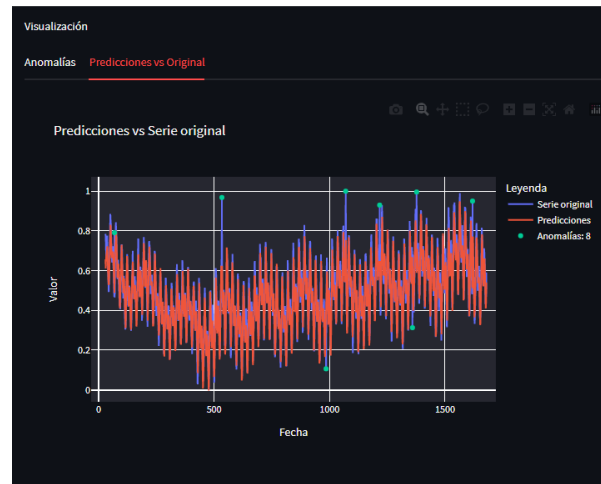 Visualización
Anomalías Predicciones vs Original
Predicciones vs Serie original
Leyenda
Serie original
Predicciones
Anomalías: 8
Valor
1
0.8
0.6
0.4
0.2
0
0 500 1000 1500
Fecha